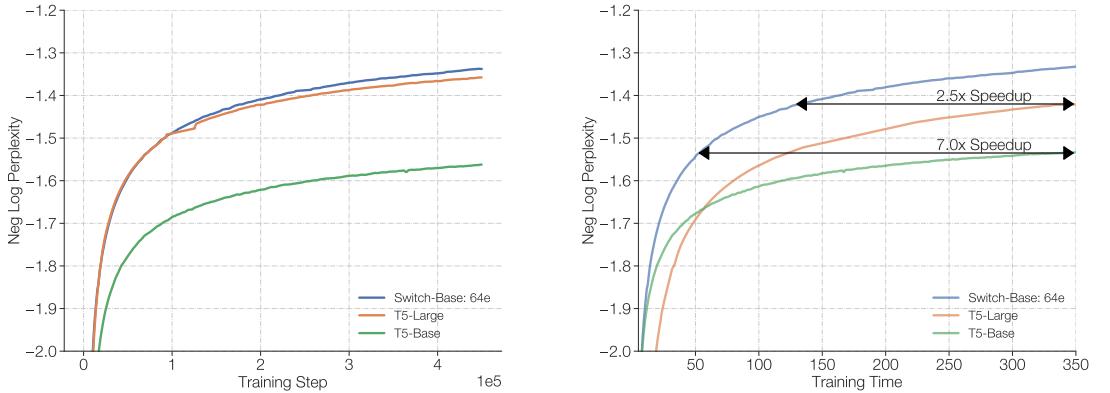 Neg Log Perplexity
−1.2
−1.3
−1.4
−1.5
−1.6
−1.7
−1.8
−1.9
−2.0
0 1 2 3 4
1e5
Training Step
Switch-Base: 64e
T5-Large
T5-Base
Neg Log Perplexity
−1.2
−1.3
−1.4
−1.5
−1.6
−1.7
−1.8
−1.9
−2.0
2.5x Speedup
7.0x Speedup
Switch-Base: 64e
T5-Large
T5-Base
50 100 150 200 250 300 350
Training Time